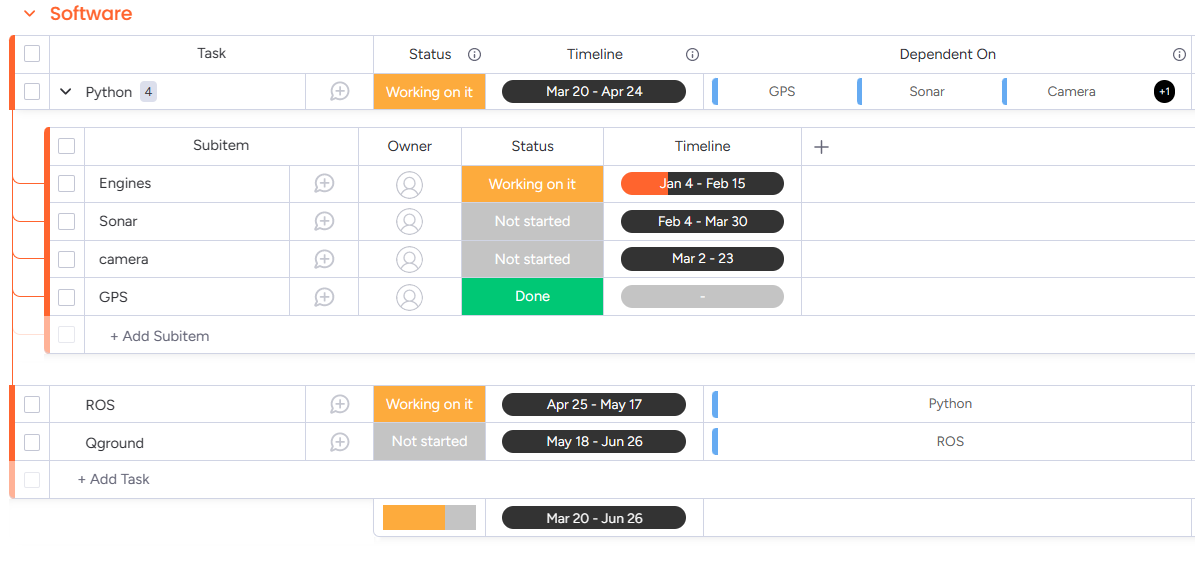 Software
Task Status Timeline Dependent On
Python 4 Working on it Mar 20 - Apr 24 GPS Sonar Camera +1
Subitem Owner Status Timeline +
Engines Working on it Jan 4 - Feb 15
Sonar Not started Feb 4 - Mar 30
camera Not started Mar 2 - 23
GPS Done -
+ Add Subitem
ROS Working on it Apr 25 - May 17 Python
Qground Not started May 18 - Jun 26 ROS
+ Add Task
Mar 20 - Jun 26